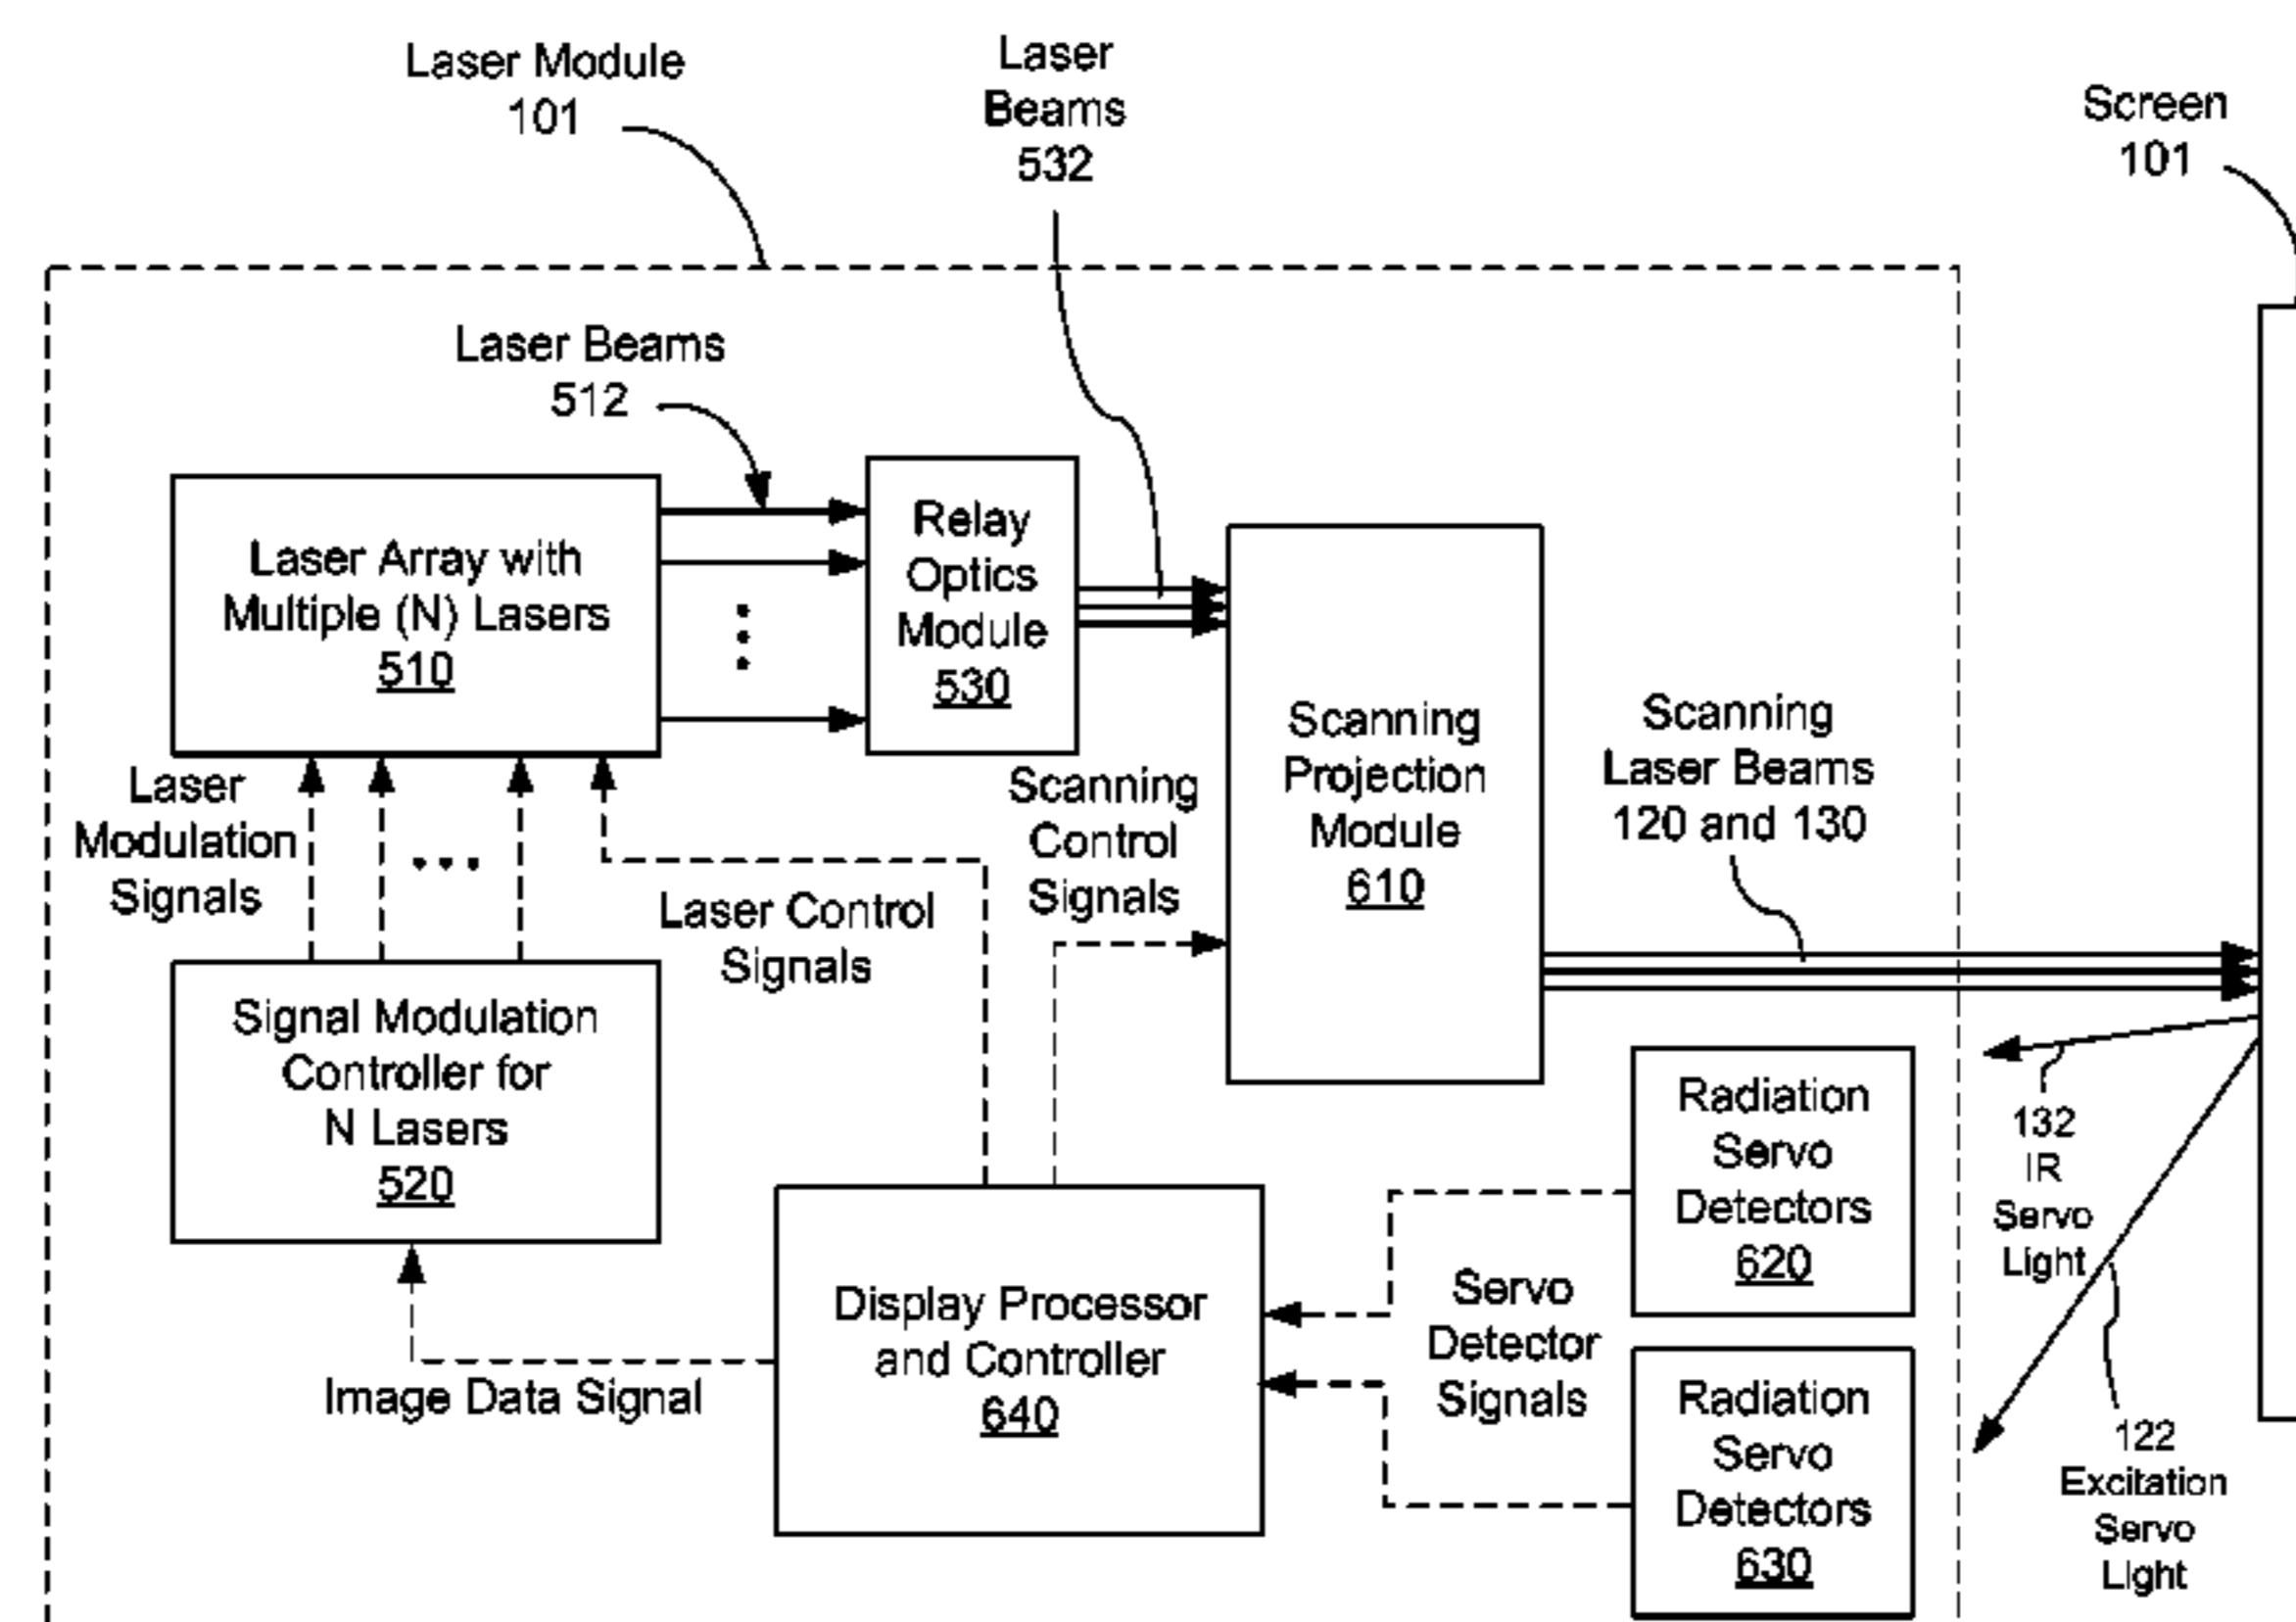 Laser Module
101
Laser
Beams
532
Screen
101
Laser Beams
512
Laser Array with
Multiple (N) Lasers
510
Relay
Optics
Module
530
Scanning
Projection
Module
610
Scanning
Laser Beams
120 and 130
Laser
Modulation
Signals
Laser Control
Signals
Scanning
Control
Signals
Signal Modulation
Controller for
N Lasers
520
Image Data Signal
Display Processor
and Controller
640
Servo
Detector
Signals
Radiation
Servo
Detectors
620
Radiation
Servo
Detectors
630
132
IR
Servo
Light
122
Excitation
Servo
Light